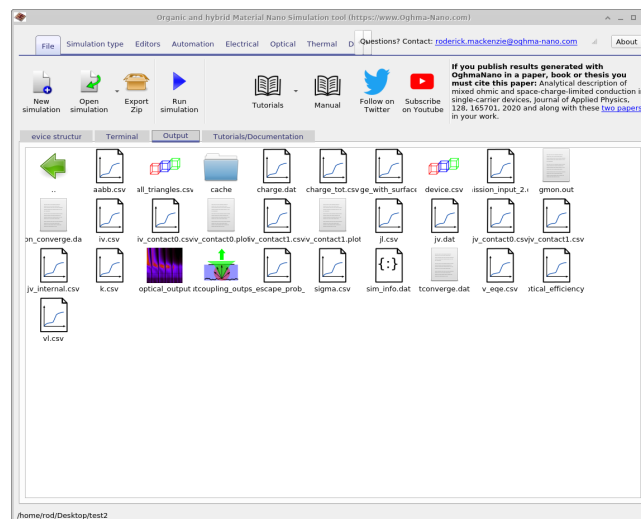 Organic and hybrid Material Nano Simulation tool (https://www.Oghma-Nano.com)
File Simulation type Editors Automation Electrical Optical Thermal D Questions? Contact: roderick.mackenzie@oghma-nano.com About
New simulation
Open simulation
Export Zip
Run simulation
Tutorials
Manual
Follow on Twitter
Subscribe on Youtube
If you publish results generated with
OghmaNano in a paper, book or thesis you
must cite this paper: Analytical description of
mixed ohmic and space-charge-limited conduction i
single-carrier devices, Journal of Applied Physics,
128, 165701, 2020 and along with these two papers
in your work.
evice structur Terminal Output Tutorials/Documentation
.. aabb.csv all_triangles.csv cache charge.dat charge_tot.csv ge_with_surface device.csv ission_input_2. gmon.out
on_converge.da iv.csv iv_contact0.csv v_contact0.plot iv_contact1.csv v_contact1.plot jl.csv jv.dat jv_contact0.csv jv_contact1.csv
jv_internal.csv k.csv optical_output tcoupling_outp s_escape_prob_ sigma.csv sim_info.dat tconverge.dat v_eqe.csv tical_efficiency
vl.csv
/home/rod/Desktop/test2